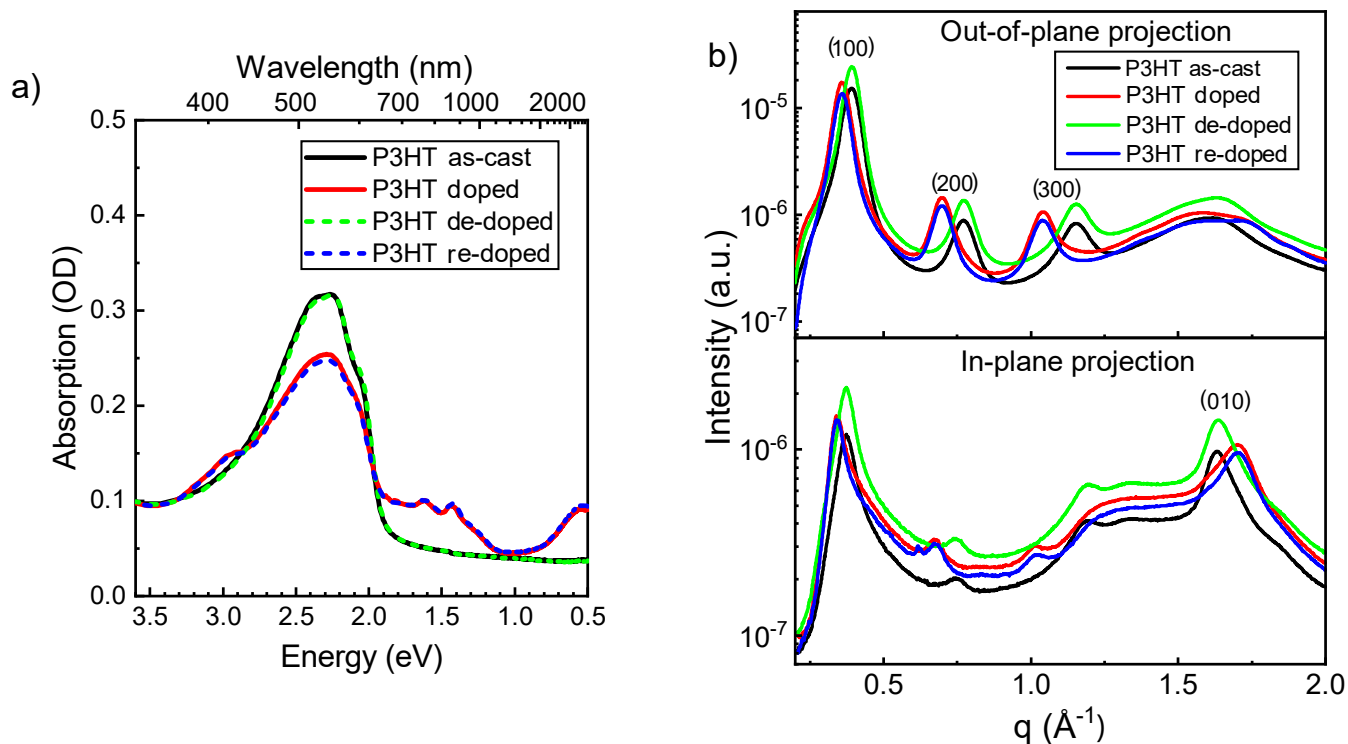 a)
Wavelength (nm)
400 500 700 1000 2000
0.5
0.4
0.3
0.2
0.1
0.0
P3HT as-cast
P3HT doped
P3HT de-doped
P3HT re-doped
Absorption (OD)
3.5 3.0 2.5 2.0 1.5 1.0 0.5
Energy (eV)
b)
Out-of-plane projection
(100)
(200)
(300)
P3HT as-cast
P3HT doped
P3HT de-doped
P3HT re-doped
10⁻⁵
10⁻⁶
10⁻⁷
Intensity (a.u.)
In-plane projection
(010)
10⁻⁶
10⁻⁷
0.5 1.0 1.5 2.0
q (Å⁻¹)